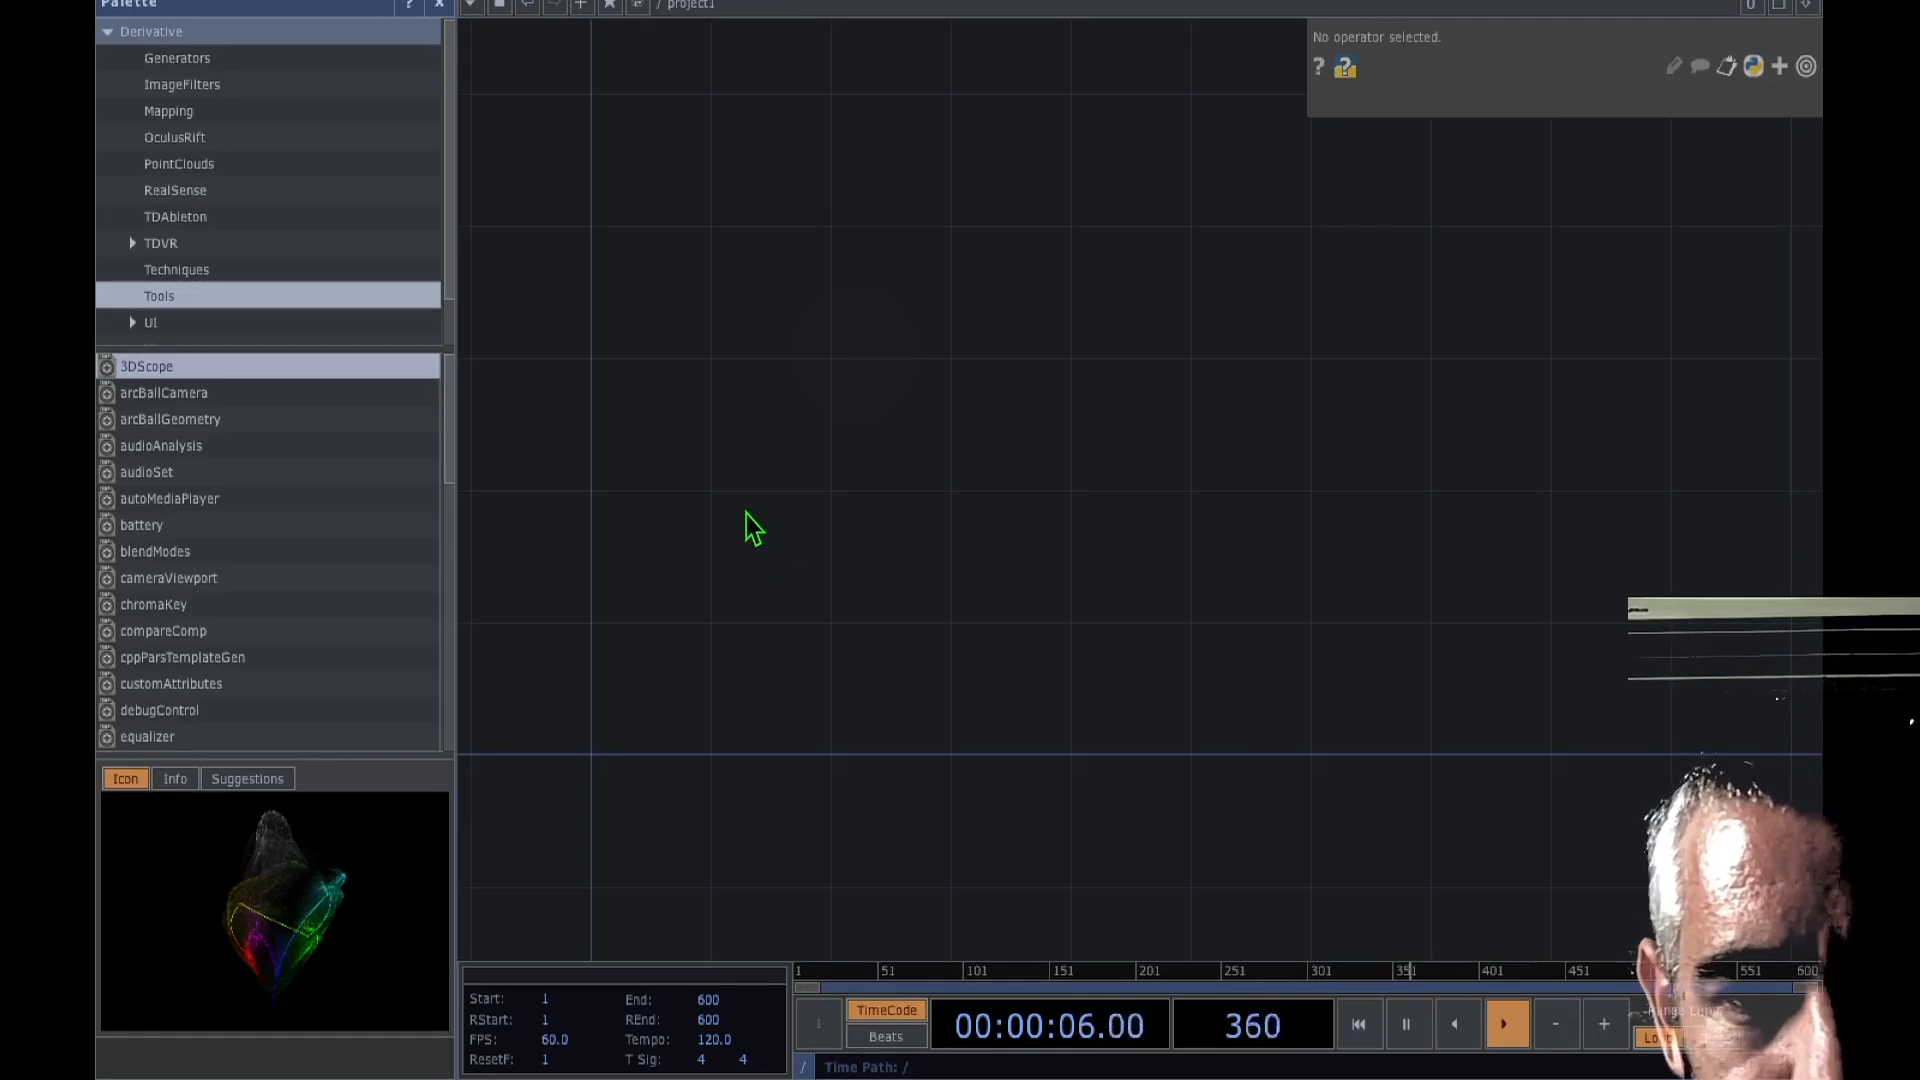 Palette
?
x
/ project1
Derivative
Generators
ImageFilters
Mapping
OculusRift
PointClouds
RealSense
TDAbleton
TDVR
Techniques
Tools
UI
3DScope
arcBallCamera
arcBallGeometry
audioAnalysis
audioSet
autoMediaPlayer
battery
blendModes
cameraViewport
chromaKey
compareComp
cppParsTemplateGen
customAttributes
debugControl
equalizer
Icon
Info
Suggestions
No operator selected.
?
?
Start: 1 End: 600
RStart: 1 REnd: 600
FPS: 60.0 Tempo: 120.0
ResetF: 1 T Sig: 4 4
1 51 101 151 201 251 301 351 401 451 551 600
1
TimeCode
Beats
00:00:06.00
360
-
+
/ Time Path: /